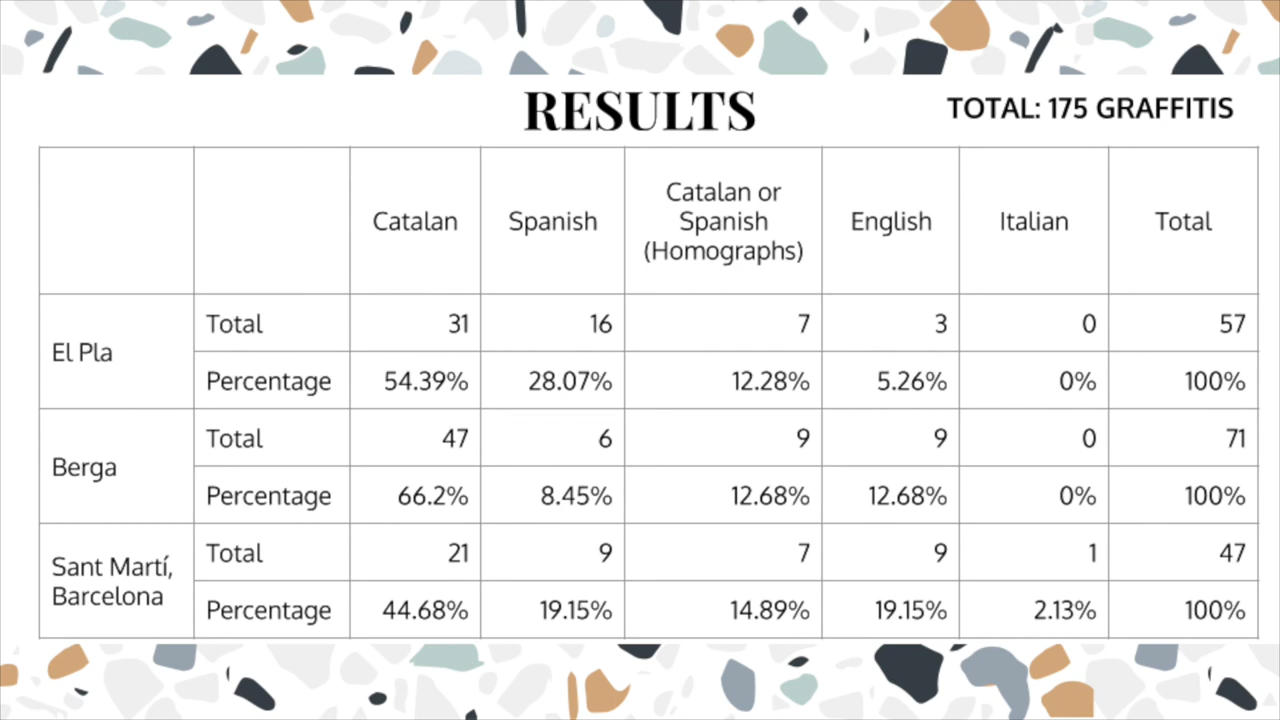 RESULTS
TOTAL: 175 GRAFFITIS
Catalan Spanish Catalan or Spanish (Homographs) English Italian Total
El Pla
Total 31 16 7 3 0 57
Percentage 54.39% 28.07% 12.28% 5.26% 0% 100%
Berga
Total 47 6 9 9 0 71
Percentage 66.2% 8.45% 12.68% 12.68% 0% 100%
Sant Martí,
Barcelona
Total 21 9 7 9 1 47
Percentage 44.68% 19.15% 14.89% 19.15% 2.13% 100%